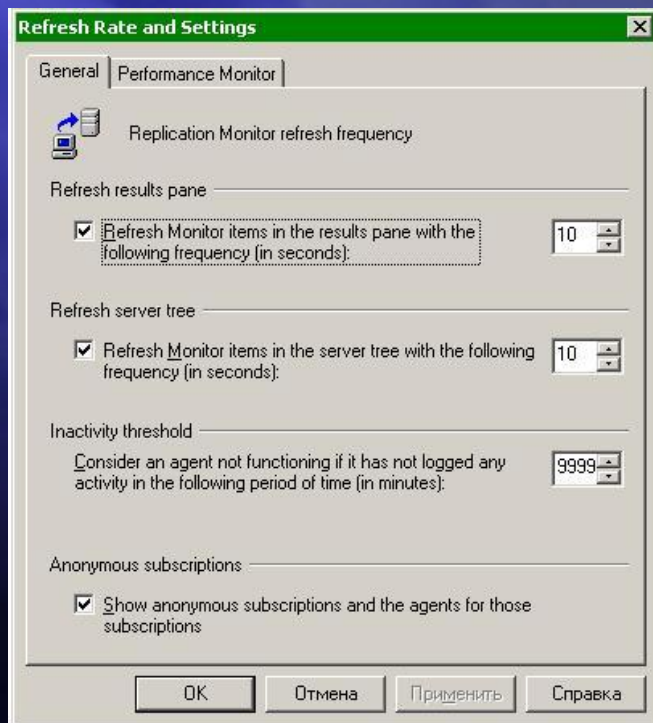 Refresh Rate and Settings
General
Performance Monitor
Replication Monitor refresh frequency
Refresh results pane
Refresh Monitor items in the results pane with the
following frequency (in seconds):
10
Refresh server tree
Refresh Monitor items in the server tree with the following
frequency (in seconds):
10
Inactivity threshold
Consider an agent not functioning if it has not logged any
activity in the following period of time (in minutes):
9999
Anonymous subscriptions
Show anonymous subscriptions and the agents for those
subscriptions
OK
Отмена
Применить
Справка